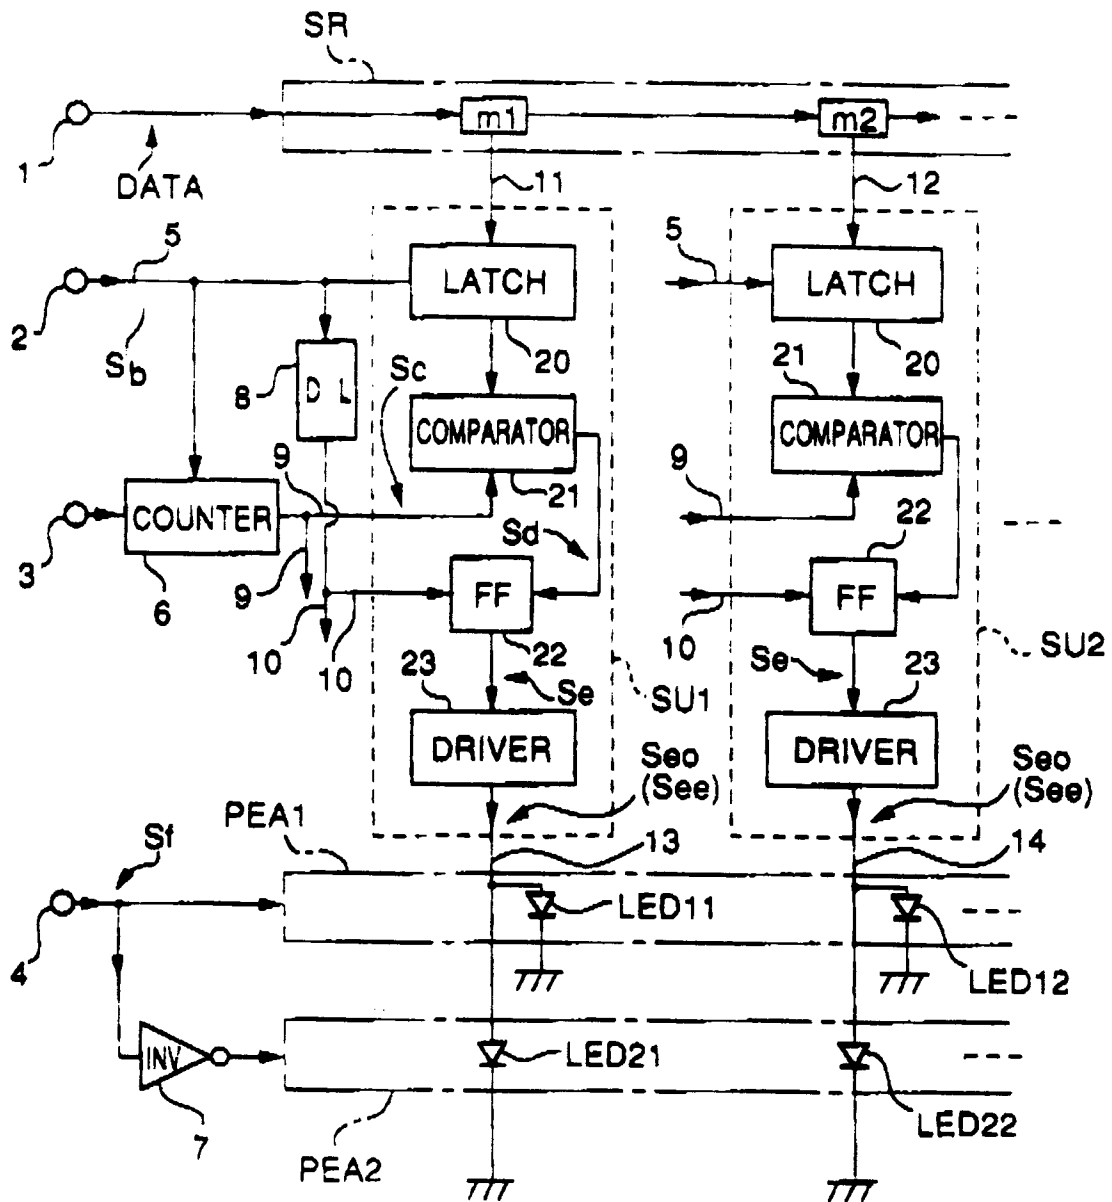 SR
m1
m2
1
DATA
11
12
5
5
LATCH
LATCH
2
Sb
20
20
8
D L
Sc
21
COMPARATOR
COMPARATOR
9
21
9
22
3
COUNTER
Sd
6
9
FF
FF
10
10
22
10
SU2
23
Se
SU1
Se
23
DRIVER
DRIVER
Seo
(See)
Seo
(See)
PEA1
Sf
13
14
4
LED11
LED12
INV
LED21
7
PEA2
LED22